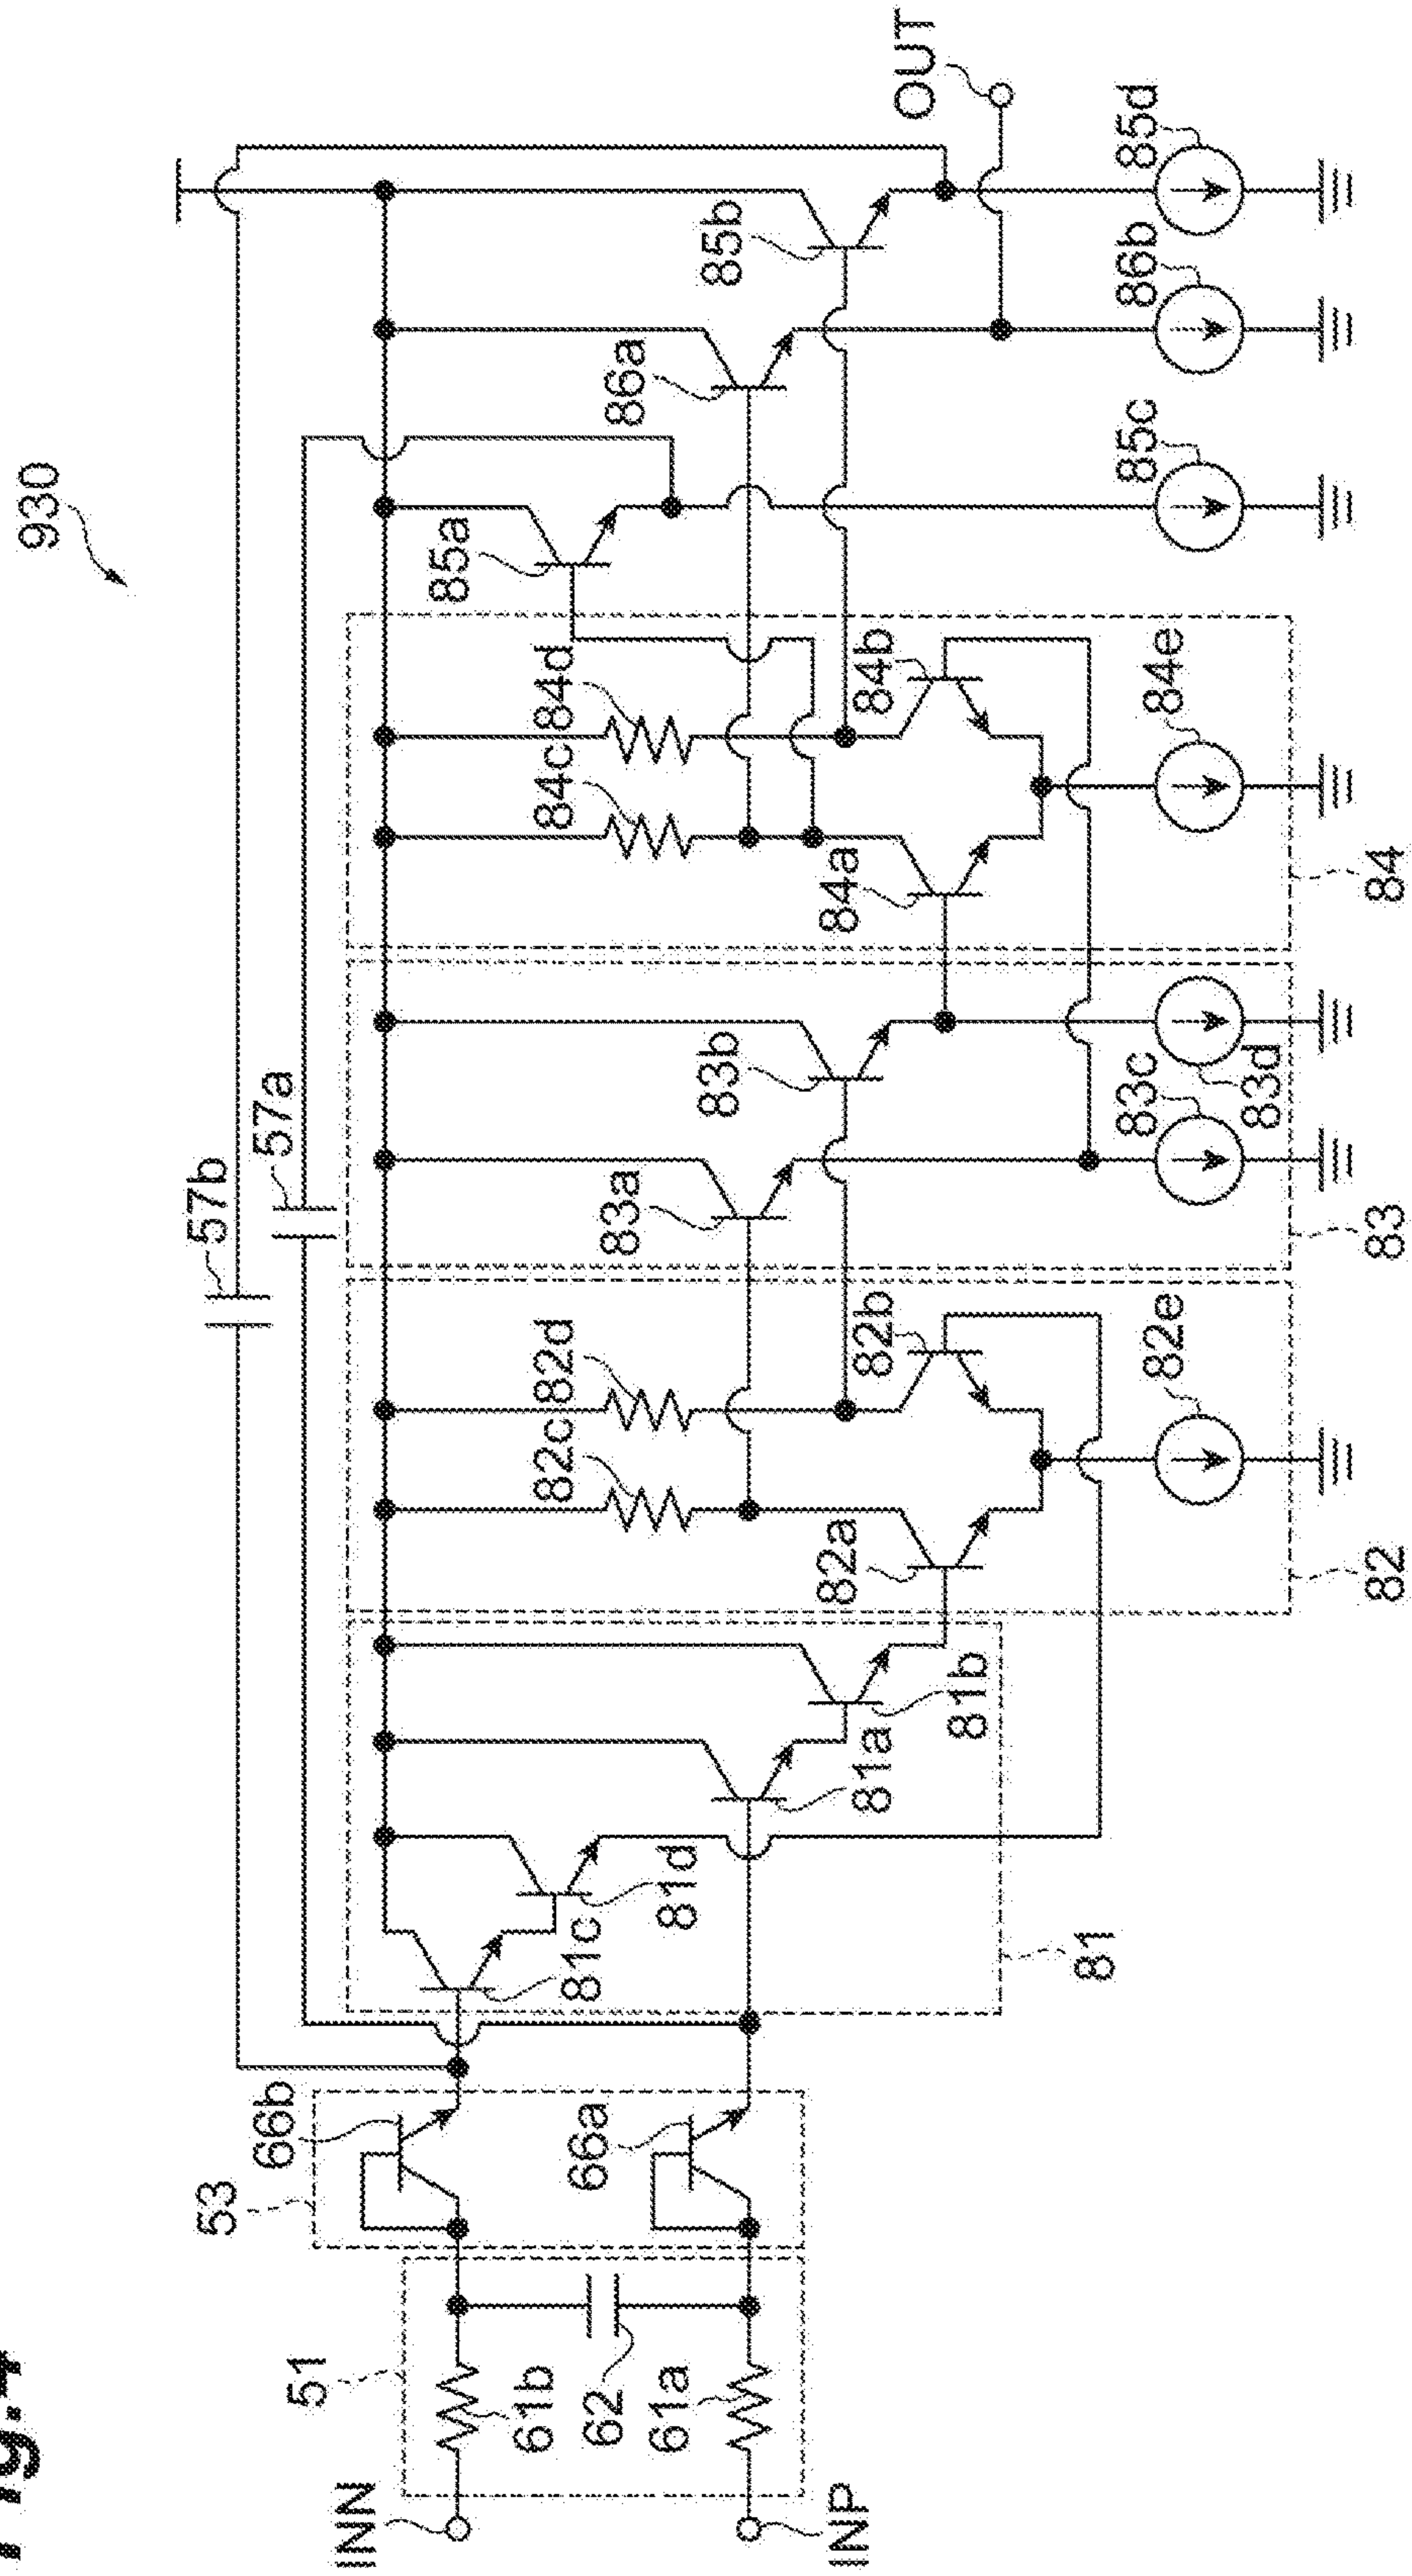 Fig.4
930
57b
57a
53
66b
66a
51
61b
62
61a
INN
INP
81c
81d
81a
81b
81
82c
82d
82a
82b
82e
82
83a
83b
83c
83d
83
84c
84d
84a
84b
84e
84
85a
86a
85b
85c
86b
85d
OUT